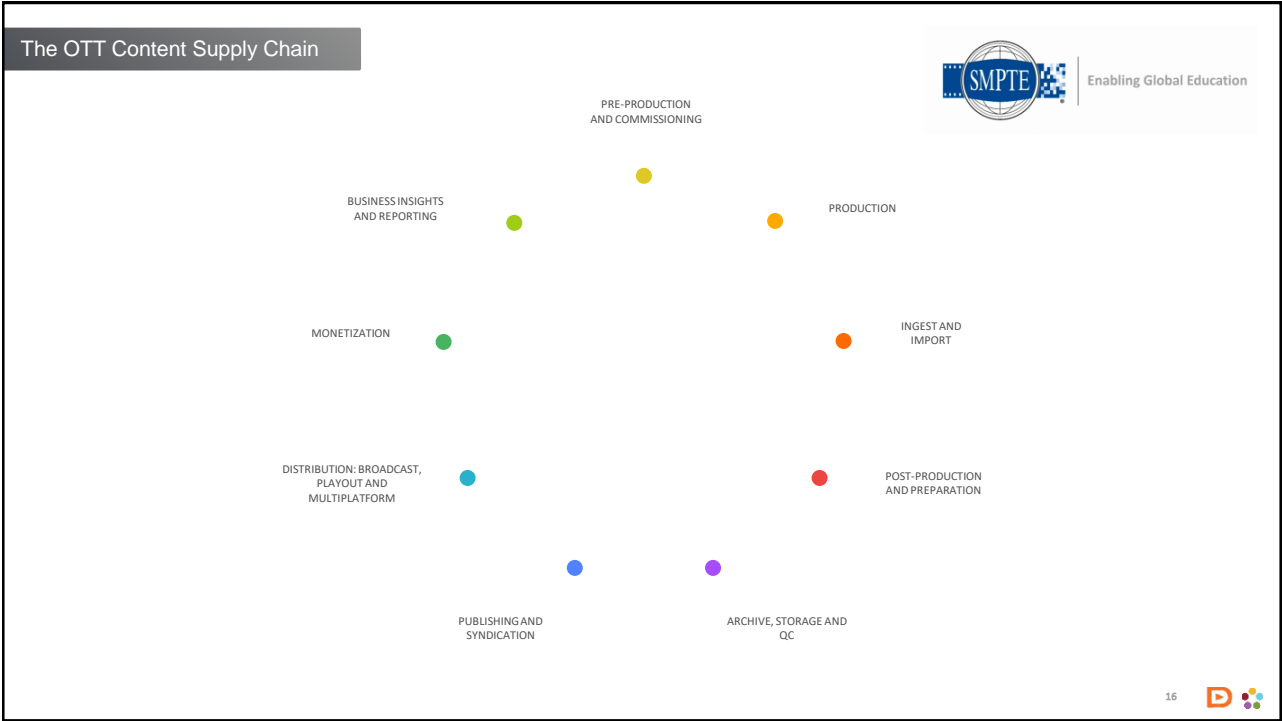 The OTT Content Supply Chain
SMPTE
Enabling Global Education
PRE-PRODUCTION
AND COMMISSIONING
BUSINESS INSIGHTS
AND REPORTING
PRODUCTION
MONETIZATION
INGEST AND
IMPORT
DISTRIBUTION: BROADCAST,
PLAYOUT AND
MULTIPLATFORM
POST-PRODUCTION
AND PREPARATION
PUBLISHING AND
SYNDICATION
ARCHIVE, STORAGE AND
QC
16
D